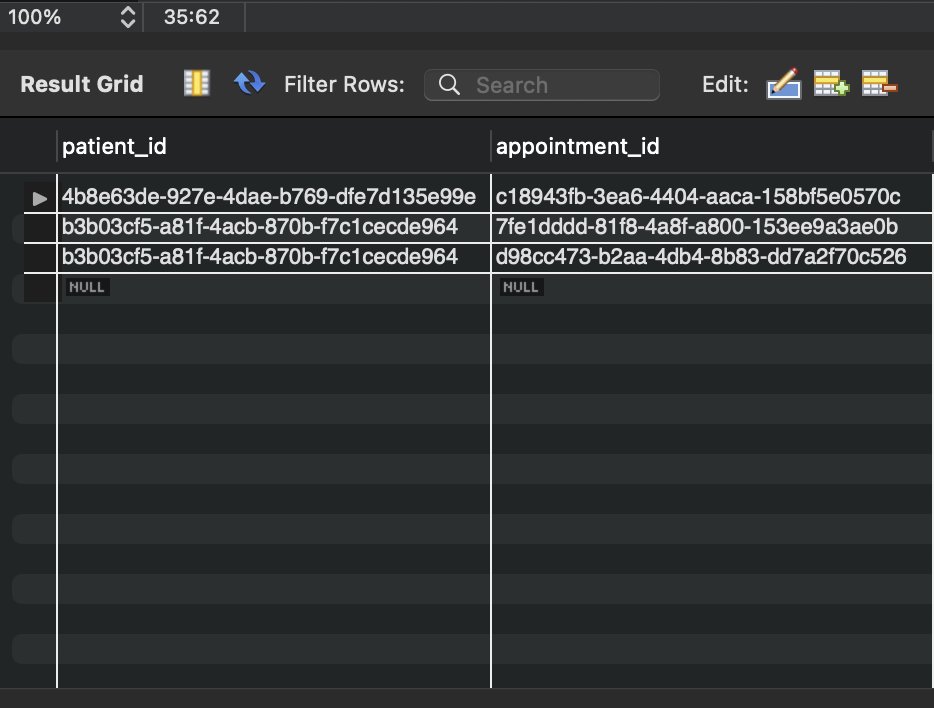 100% 35:62
Result Grid Filter Rows: Search Edit:
patient_id appointment_id
4b8e63de-927e-4dae-b769-dfe7d135e99e c18943fb-3ea6-4404-aaca-158bf5e0570c
b3b03cf5-a81f-4acb-870b-f7c1cecde964 7fe1dddd-81f8-4a8f-a800-153ee9a3ae0b
b3b03cf5-a81f-4acb-870b-f7c1cecde964 d98cc473-b2aa-4db4-8b83-dd7a2f70c526
NULL NULL